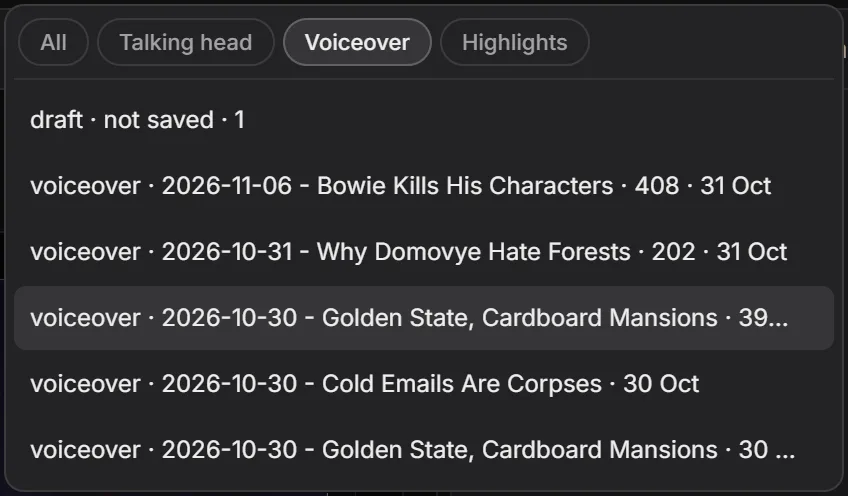 All Talking head Voiceover Highlights
draft · not saved · 1
voiceover · 2026-11-06 - Bowie Kills His Characters · 408 · 31 Oct
voiceover · 2026-10-31 - Why Domovye Hate Forests · 202 · 31 Oct
voiceover · 2026-10-30 - Golden State, Cardboard Mansions · 39...
voiceover · 2026-10-30 - Cold Emails Are Corpses · 30 Oct
voiceover · 2026-10-30 - Golden State, Cardboard Mansions · 30 ...